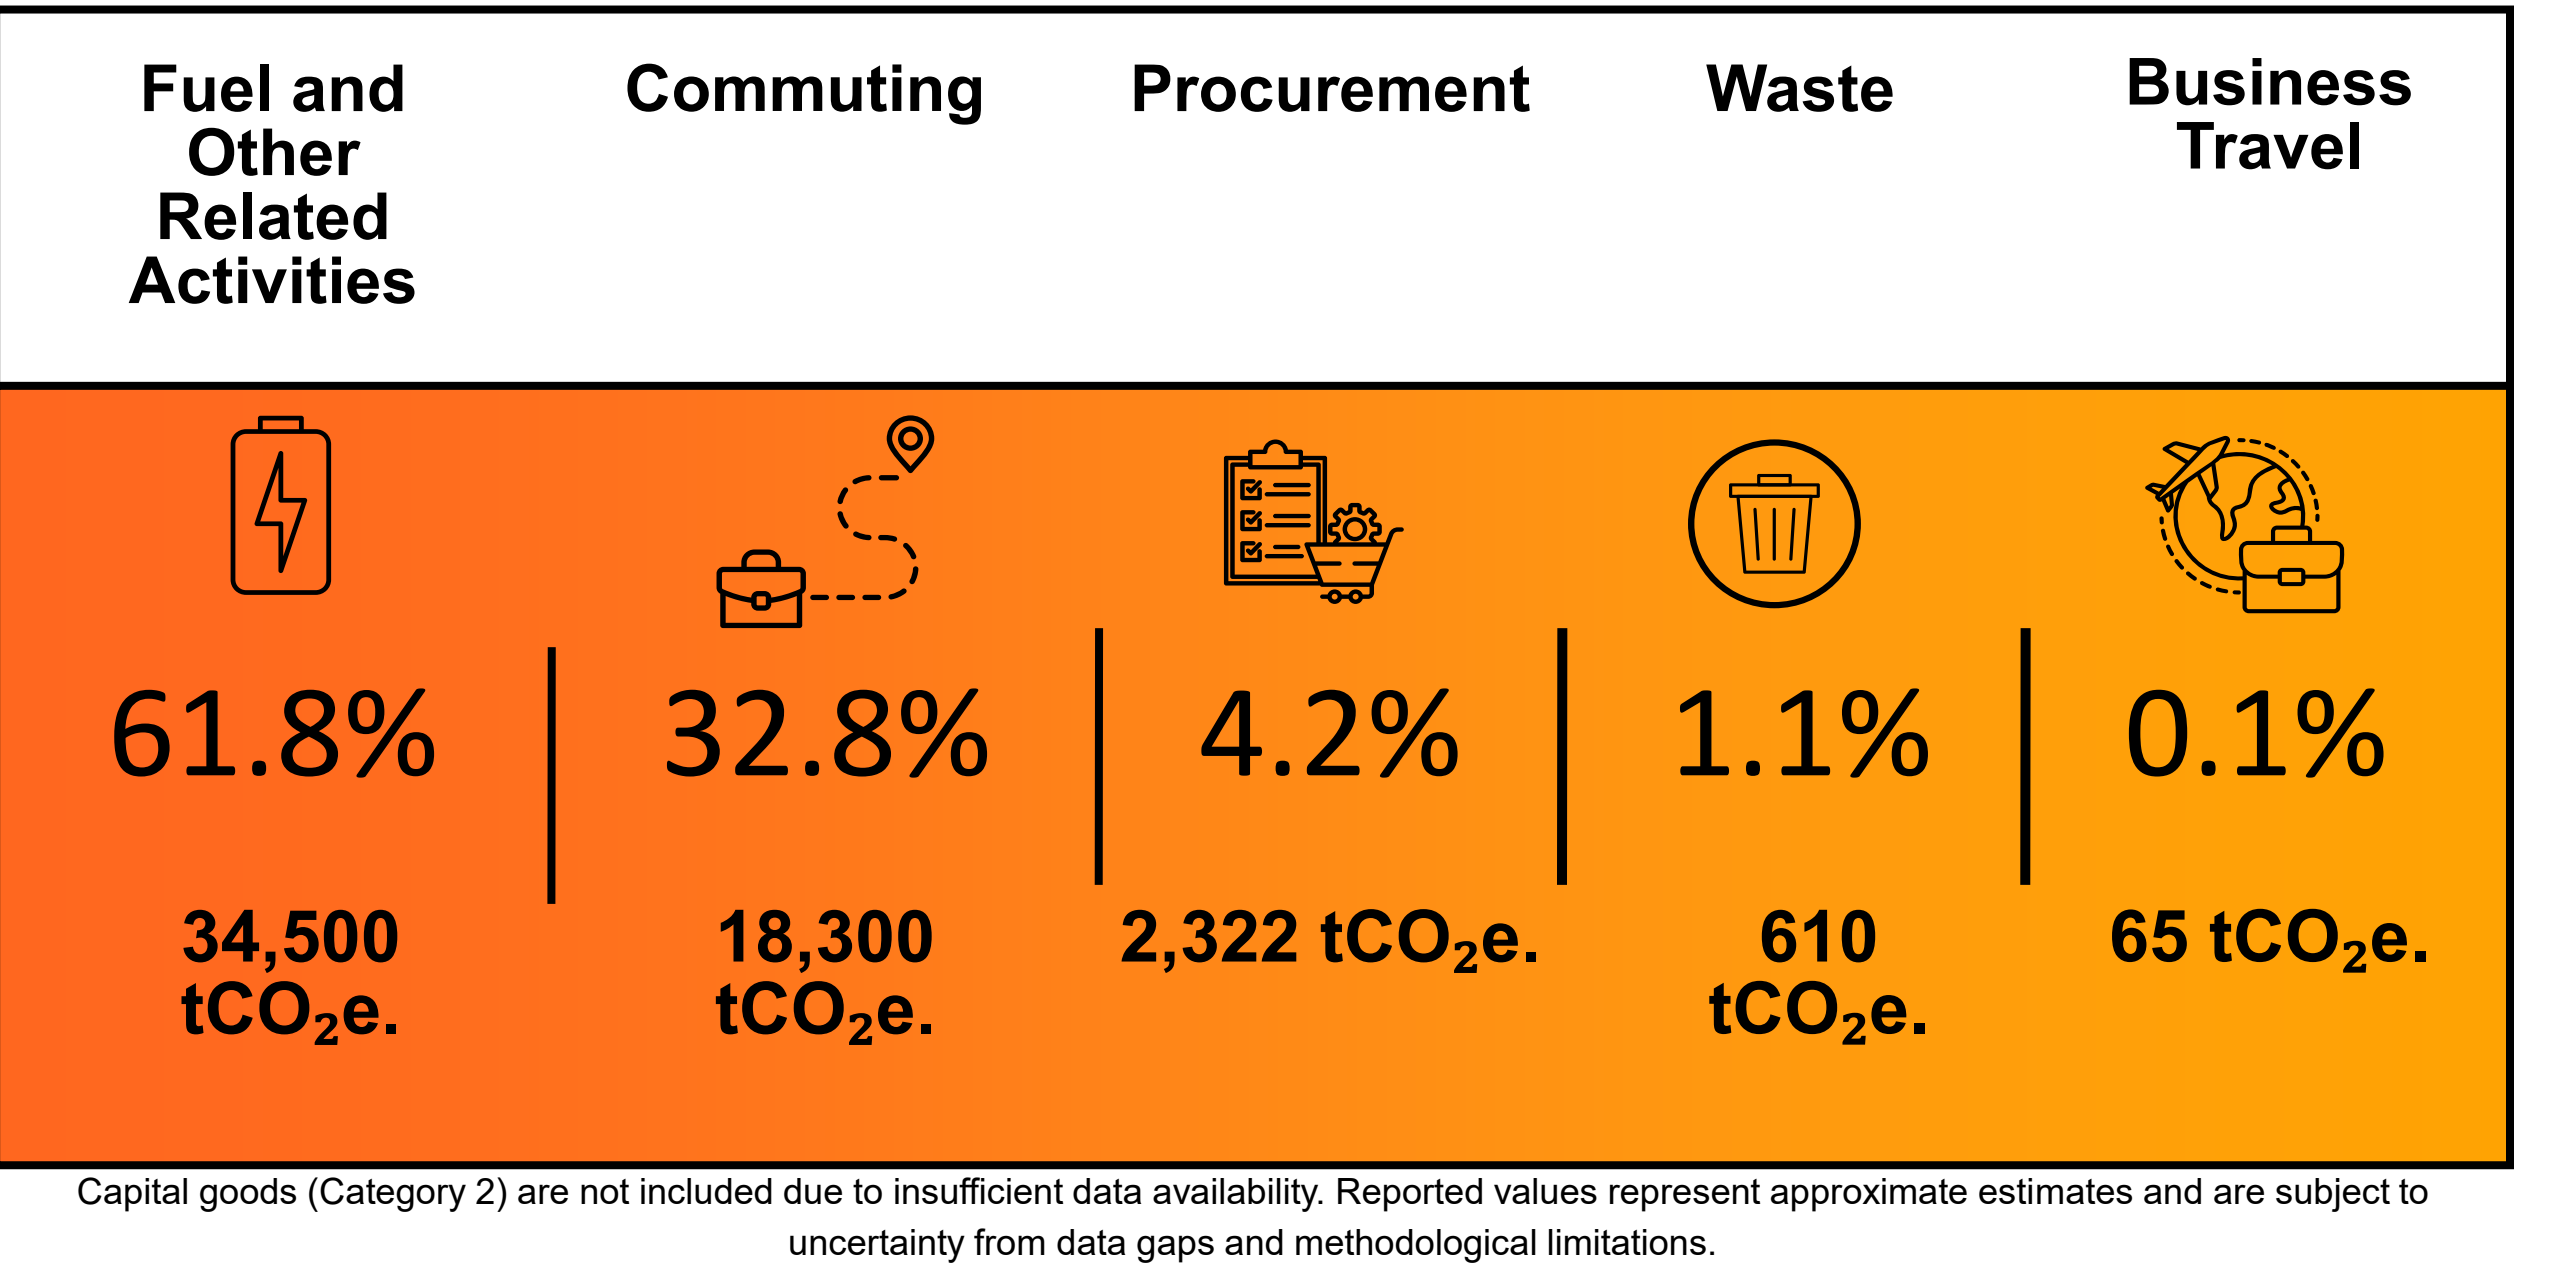 Fuel and
Other
Related
Activities
Commuting
Procurement
Waste
Business
Travel
61.8%
32.8%
4.2%
1.1%
0.1%
34,500
tCO₂e.
18,300
tCO₂e.
2,322 tCO₂e.
610
tCO₂e.
65 tCO₂e.
Capital goods (Category 2) are not included due to insufficient data availability. Reported values represent approximate estimates and are subject to
uncertainty from data gaps and methodological limitations.